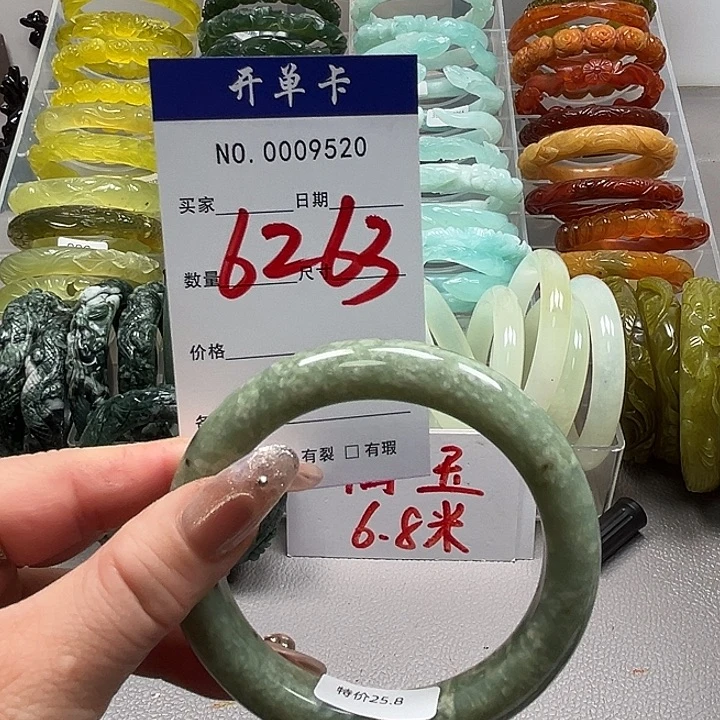 开单卡
NO. 0009520
买家 日期
6263
数量 尺寸
价格
有裂 □ 有瑕
玉
6.8米
特价25.8